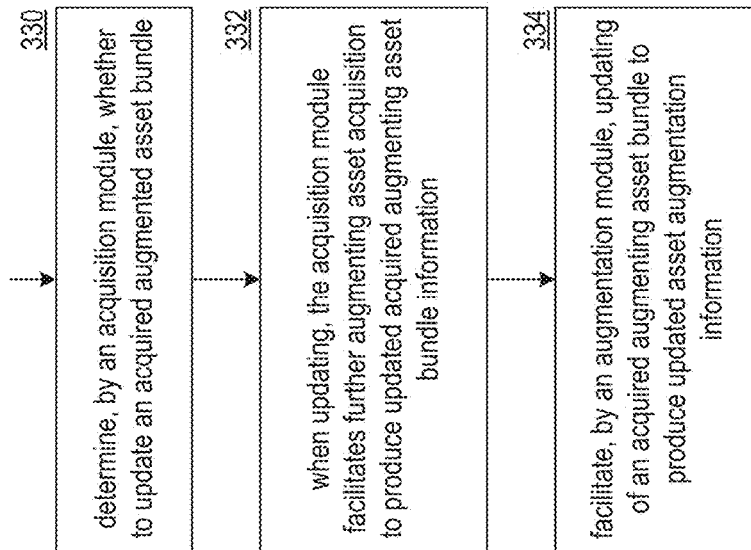 330
determine, by an acquisition module, whether
to update an acquired augmented asset bundle
332
when updating, the acquisition module
facilitates further augmenting asset acquisition
to produce updated acquired augmenting asset
bundle information
334
facilitate, by an augmentation module, updating
of an acquired augmenting asset bundle to
produce updated asset augmentation
information